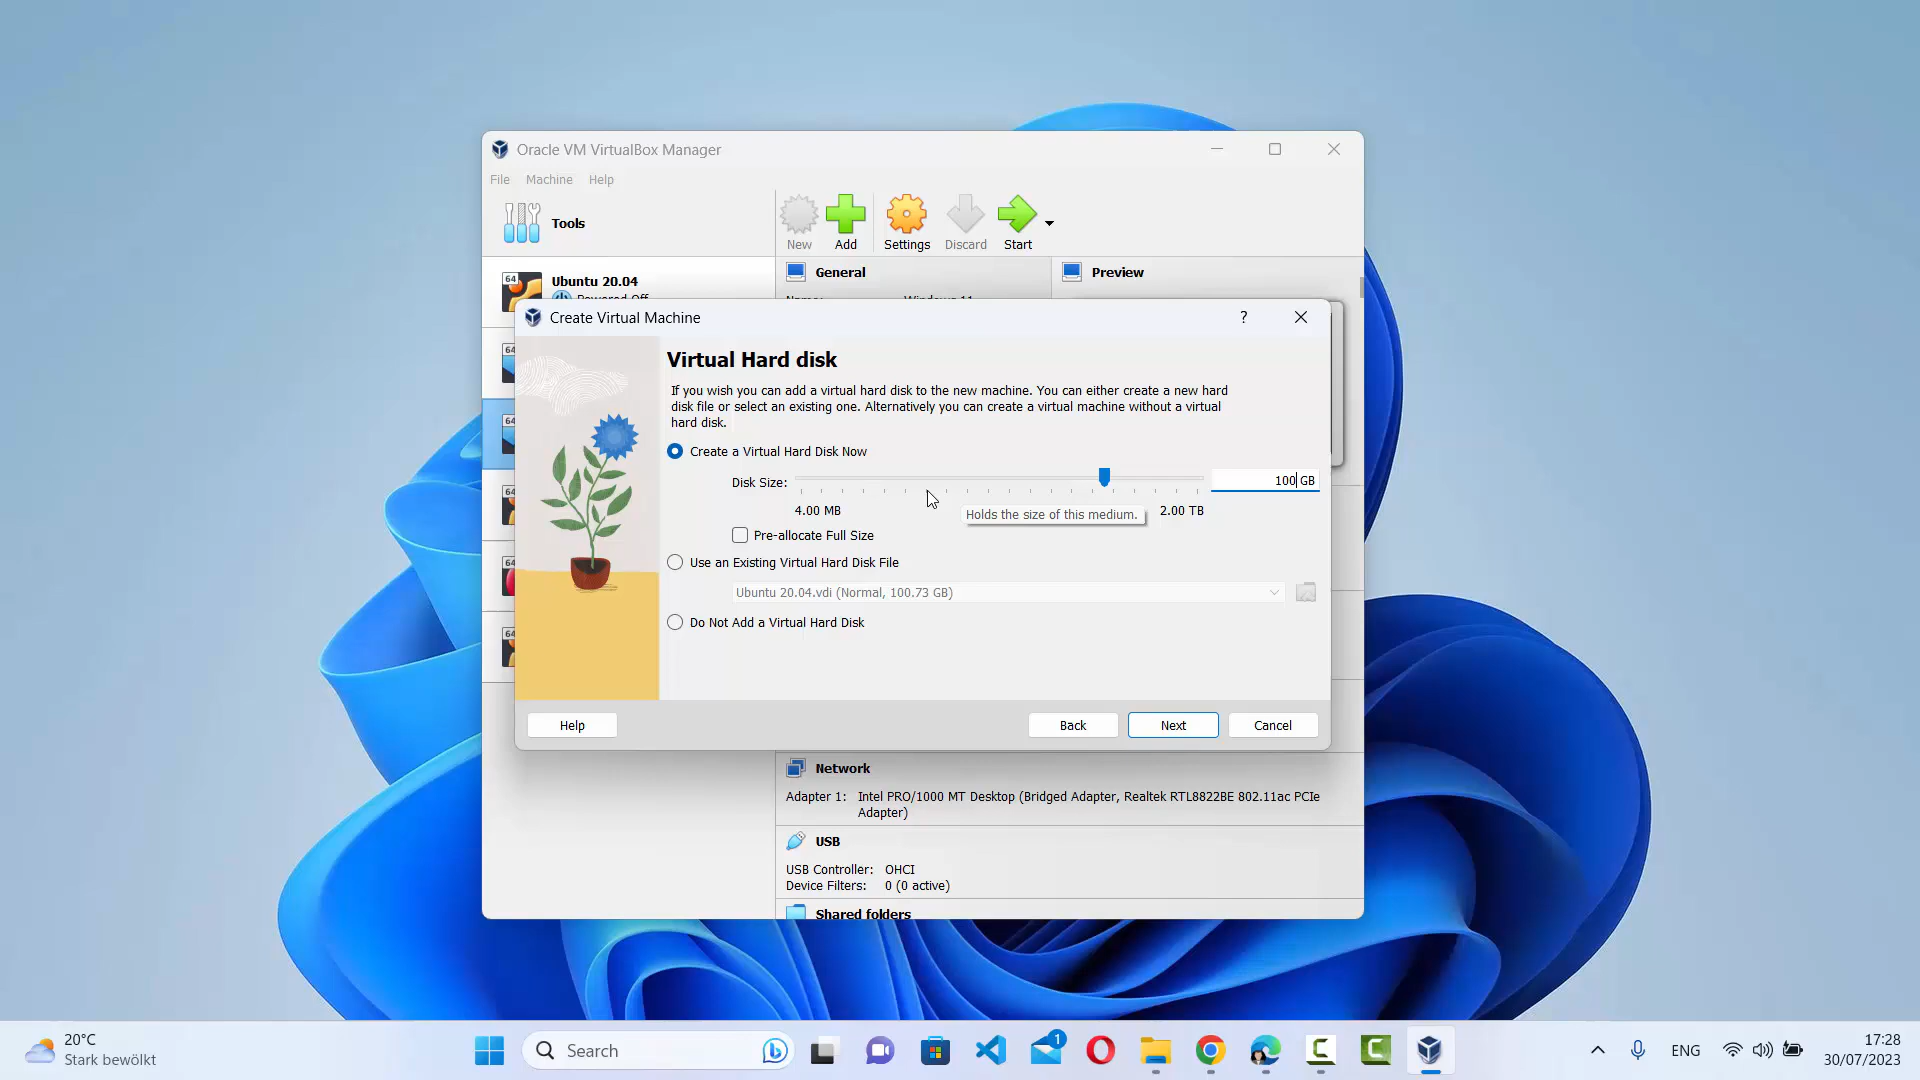 Oracle VM VirtualBox Manager
File Machine Help
Tools
New Add Settings Discard Start
64 Ubuntu 20.04
General
Preview
Create Virtual Machine
?
Virtual Hard disk
If you wish you can add a virtual hard disk to the new machine. You can either create a new hard
disk file or select an existing one. Alternatively you can create a virtual machine without a virtual
hard disk.
Create a Virtual Hard Disk Now
Disk Size:
100 GB
4.00 MB
2.00 TB
Holds the size of this medium.
Pre-allocate Full Size
Use an Existing Virtual Hard Disk File
Ubuntu 20.04.vdi (Normal, 100.73 GB)
Do Not Add a Virtual Hard Disk
Help
Back
Next
Cancel
Network
Adapter 1: Intel PRO/1000 MT Desktop (Bridged Adapter, Realtek RTL8822BE 802.11ac PCIe
Adapter)
USB
USB Controller: OHCI
Device Filters: 0 (0 active)
Shared folders
20°C
Stark bewölkt
Search
1
ENG
17:28
30/07/2023